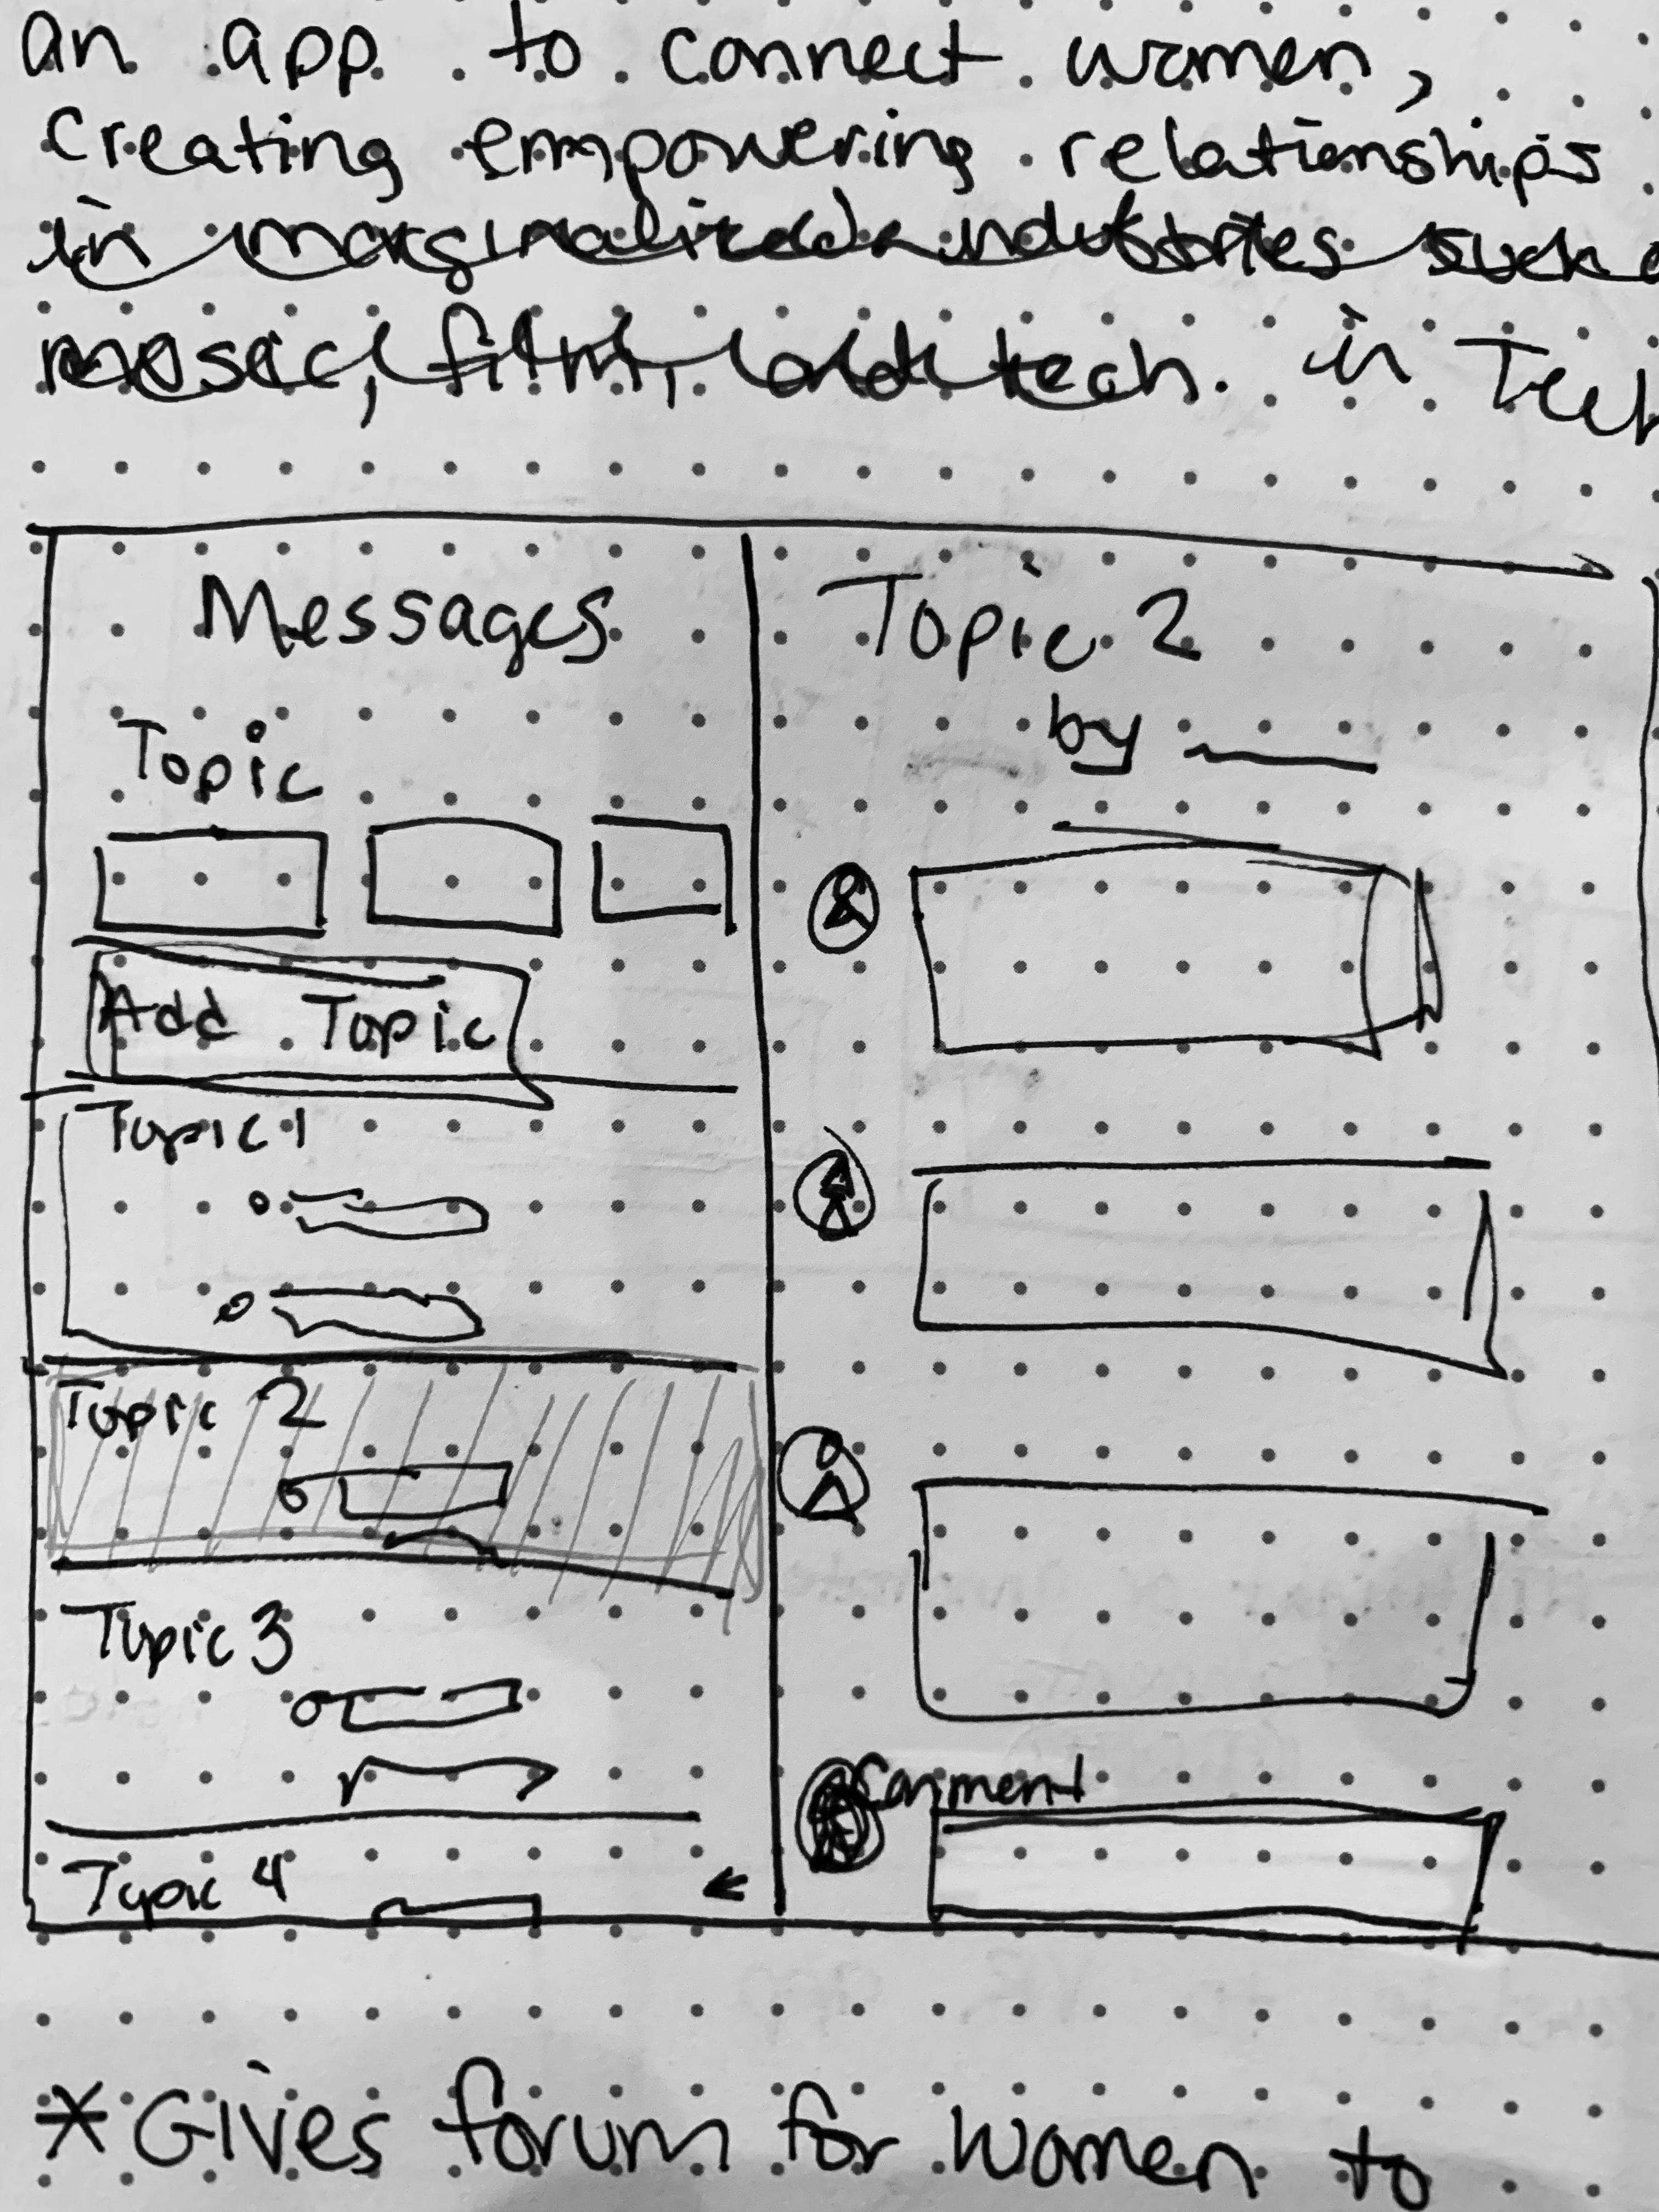 an app to connect women,
creating empowering relationships
in marginalized industries such
music, film, and tech. in Tech
Messages
Topic
Add Topic
Topic 1
Topic 2
Topic 3
Topic 4
Topic 2
by
Comment
*Gives forum for women to